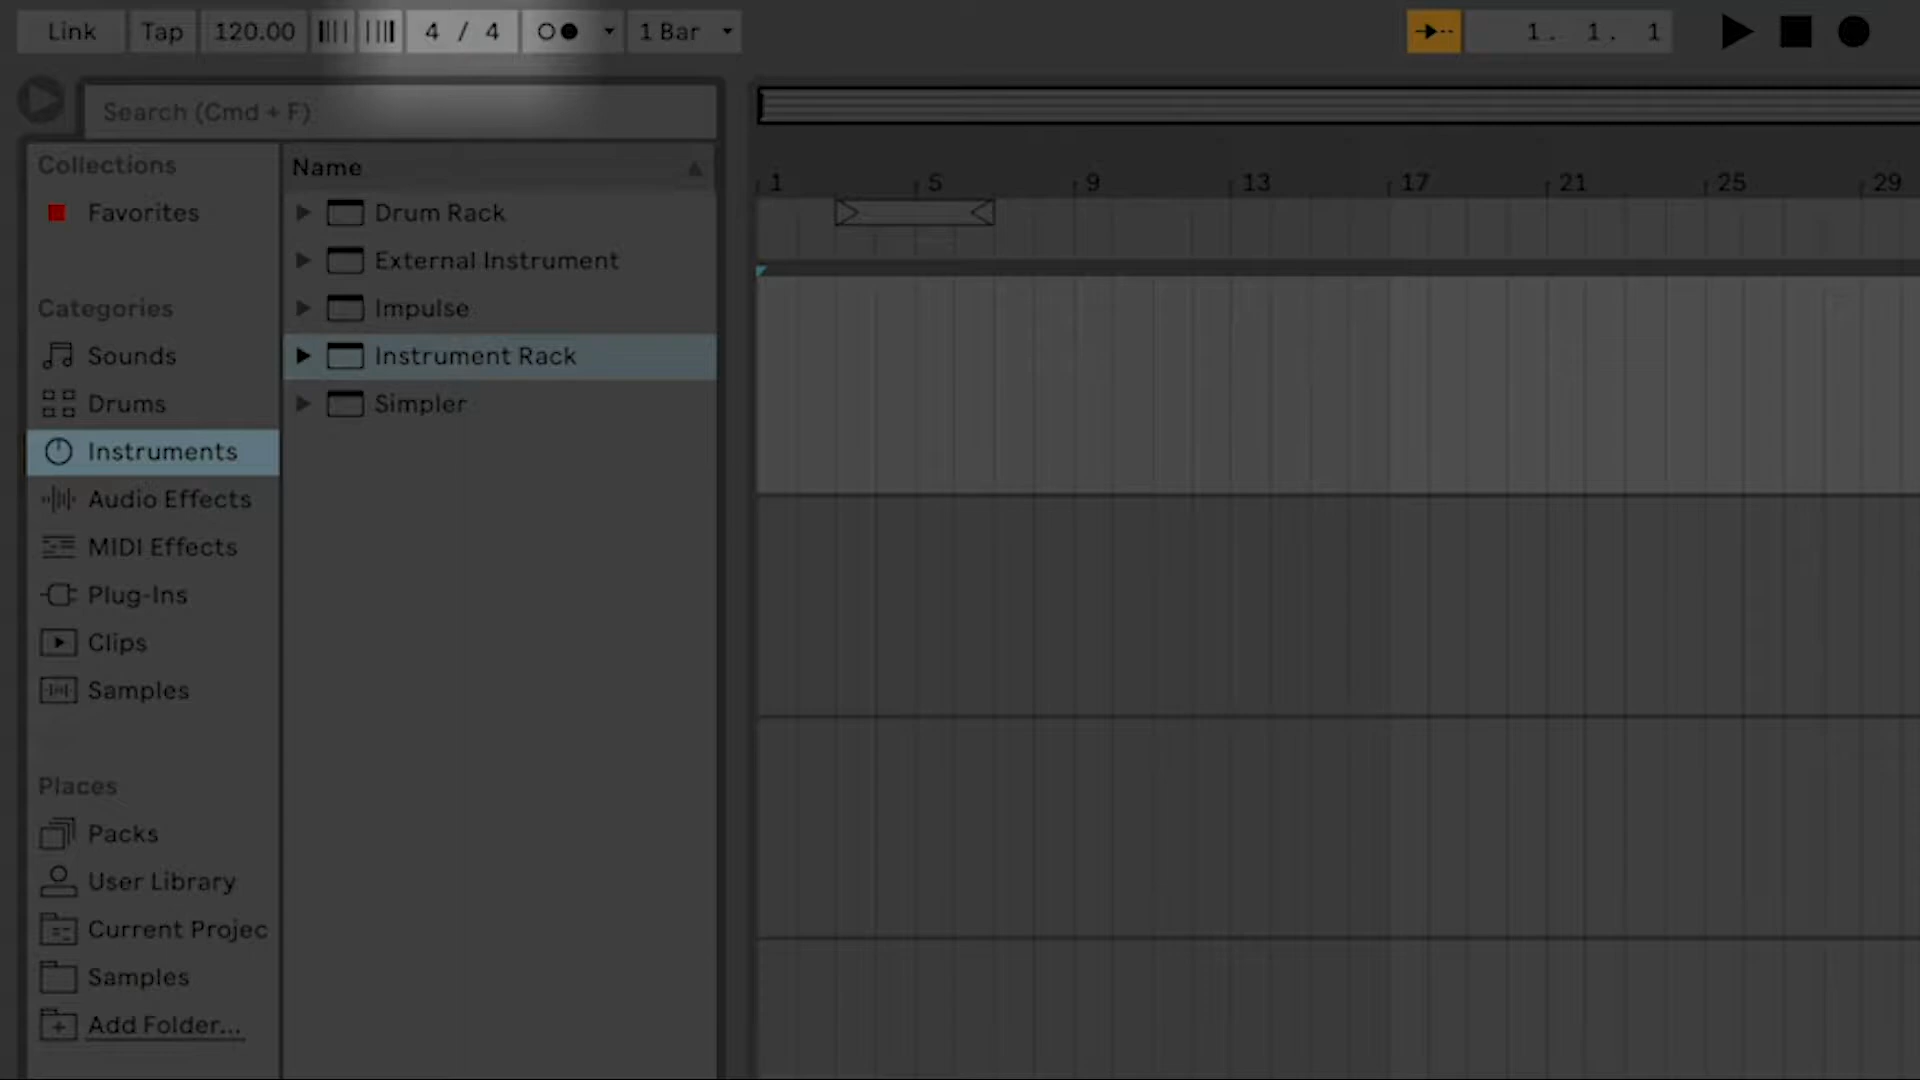 Link Tap 120.00 4 / 4 1 Bar 1. 1. 1
Search (Cmd + F)
Collections
Favorites
Categories
Sounds
Drums
Instruments
Audio Effects
MIDI Effects
Plug-Ins
Clips
Samples
Places
Packs
User Library
Current Projec
Samples
Add Folder...
Name
Drum Rack
External Instrument
Impulse
Instrument Rack
Simpler
1 5 9 13 17 21 25 29